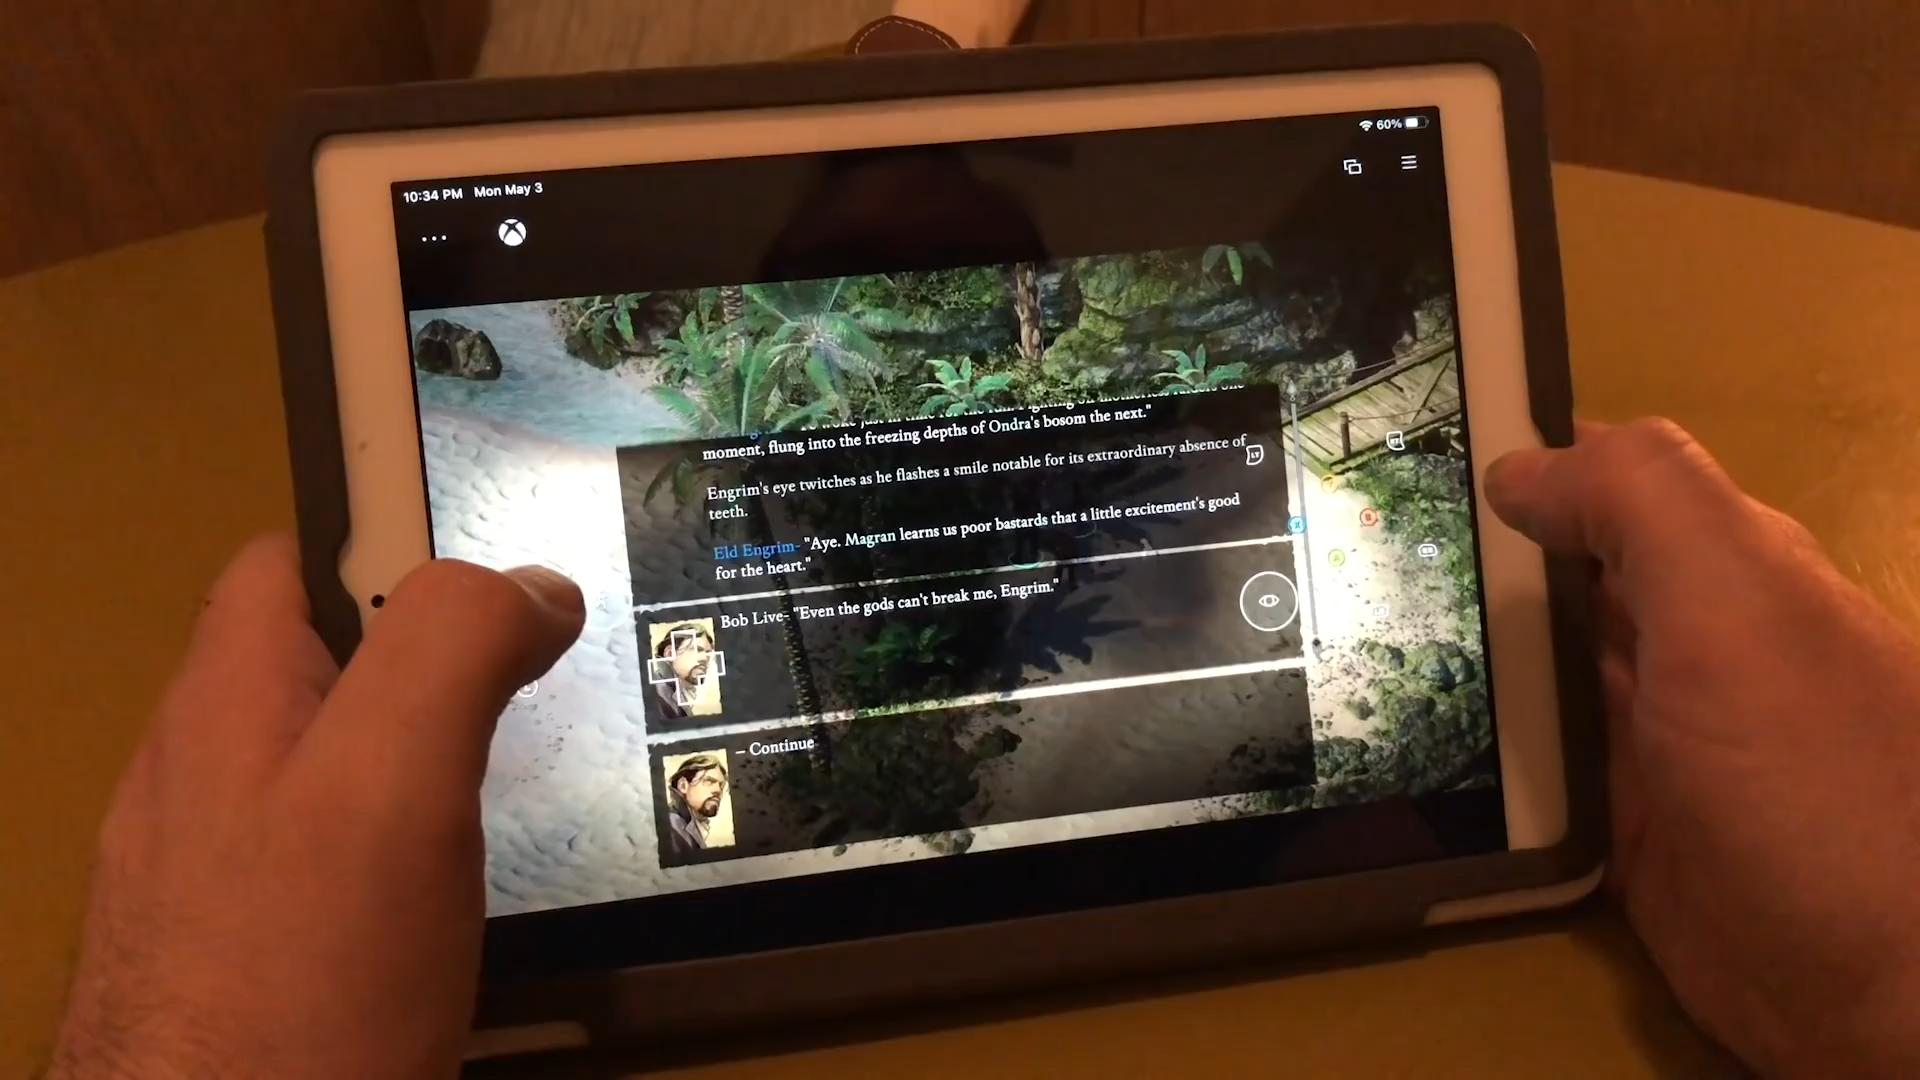 10:34 PM Mon May 3
60%
moment, flung into the freezing depths of Ondra's bosom the next."
Engrim's eye twitches as he flashes a smile notable for its extraordinary absence of
teeth.
Eld Engrim- "Aye. Magran learns us poor bastards that a little excitement's good
for the heart."
Bob Live- "Even the gods can't break me, Engrim."
– Continue